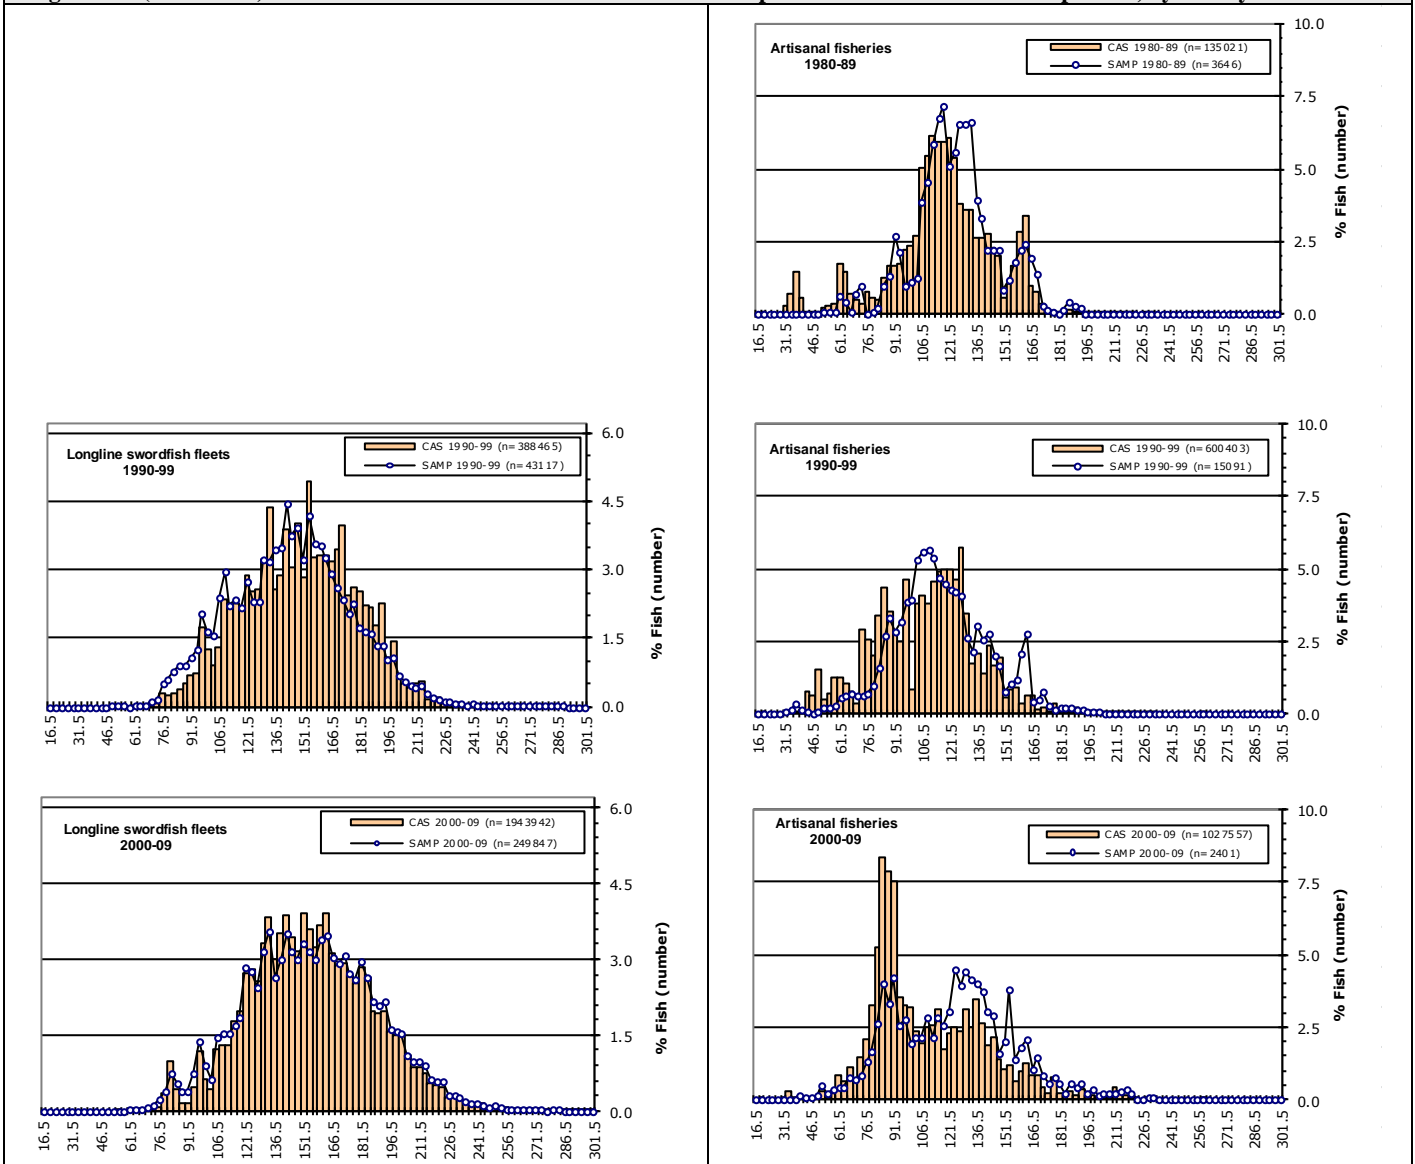 Artisanal fisheries
1980-89
CAS 1980-89 (n=135021)
SAMP 1980-89 (n=3646)
10.0
7.5
5.0
2.5
0.0
% Fish (number)
16.5 31.5 46.5 61.5 76.5 91.5 106.5 121.5 136.5 151.5 166.5 181.5 196.5 211.5 226.5 241.5 256.5 271.5 286.5 301.5
Longline swordfish fleets
1990-99
CAS 1990-99 (n=388465)
SAMP 1990-99 (n=43117)
6.0
4.5
3.0
1.5
0.0
% Fish (number)
16.5 31.5 46.5 61.5 76.5 91.5 106.5 121.5 136.5 151.5 166.5 181.5 196.5 211.5 226.5 241.5 256.5 271.5 286.5 301.5
Artisanal fisheries
1990-99
CAS 1990-99 (n=600403)
SAMP 1990-99 (n=15091)
10.0
7.5
5.0
2.5
0.0
% Fish (number)
16.5 31.5 46.5 61.5 76.5 91.5 106.5 121.5 136.5 151.5 166.5 181.5 196.5 211.5 226.5 241.5 256.5 271.5 286.5 301.5
Longline swordfish fleets
2000-09
CAS 2000-09 (n=1943942)
SAMP 2000-09 (n=249847)
6.0
4.5
3.0
1.5
0.0
% Fish (number)
16.5 31.5 46.5 61.5 76.5 91.5 106.5 121.5 136.5 151.5 166.5 181.5 196.5 211.5 226.5 241.5 256.5 271.5 286.5 301.5
Artisanal fisheries
2000-09
CAS 2000-09 (n=1027557)
SAMP 2000-09 (n=2401)
10.0
7.5
5.0
2.5
0.0
% Fish (number)
16.5 31.5 46.5 61.5 76.5 91.5 106.5 121.5 136.5 151.5 166.5 181.5 196.5 211.5 226.5 241.5 256.5 271.5 286.5 301.5